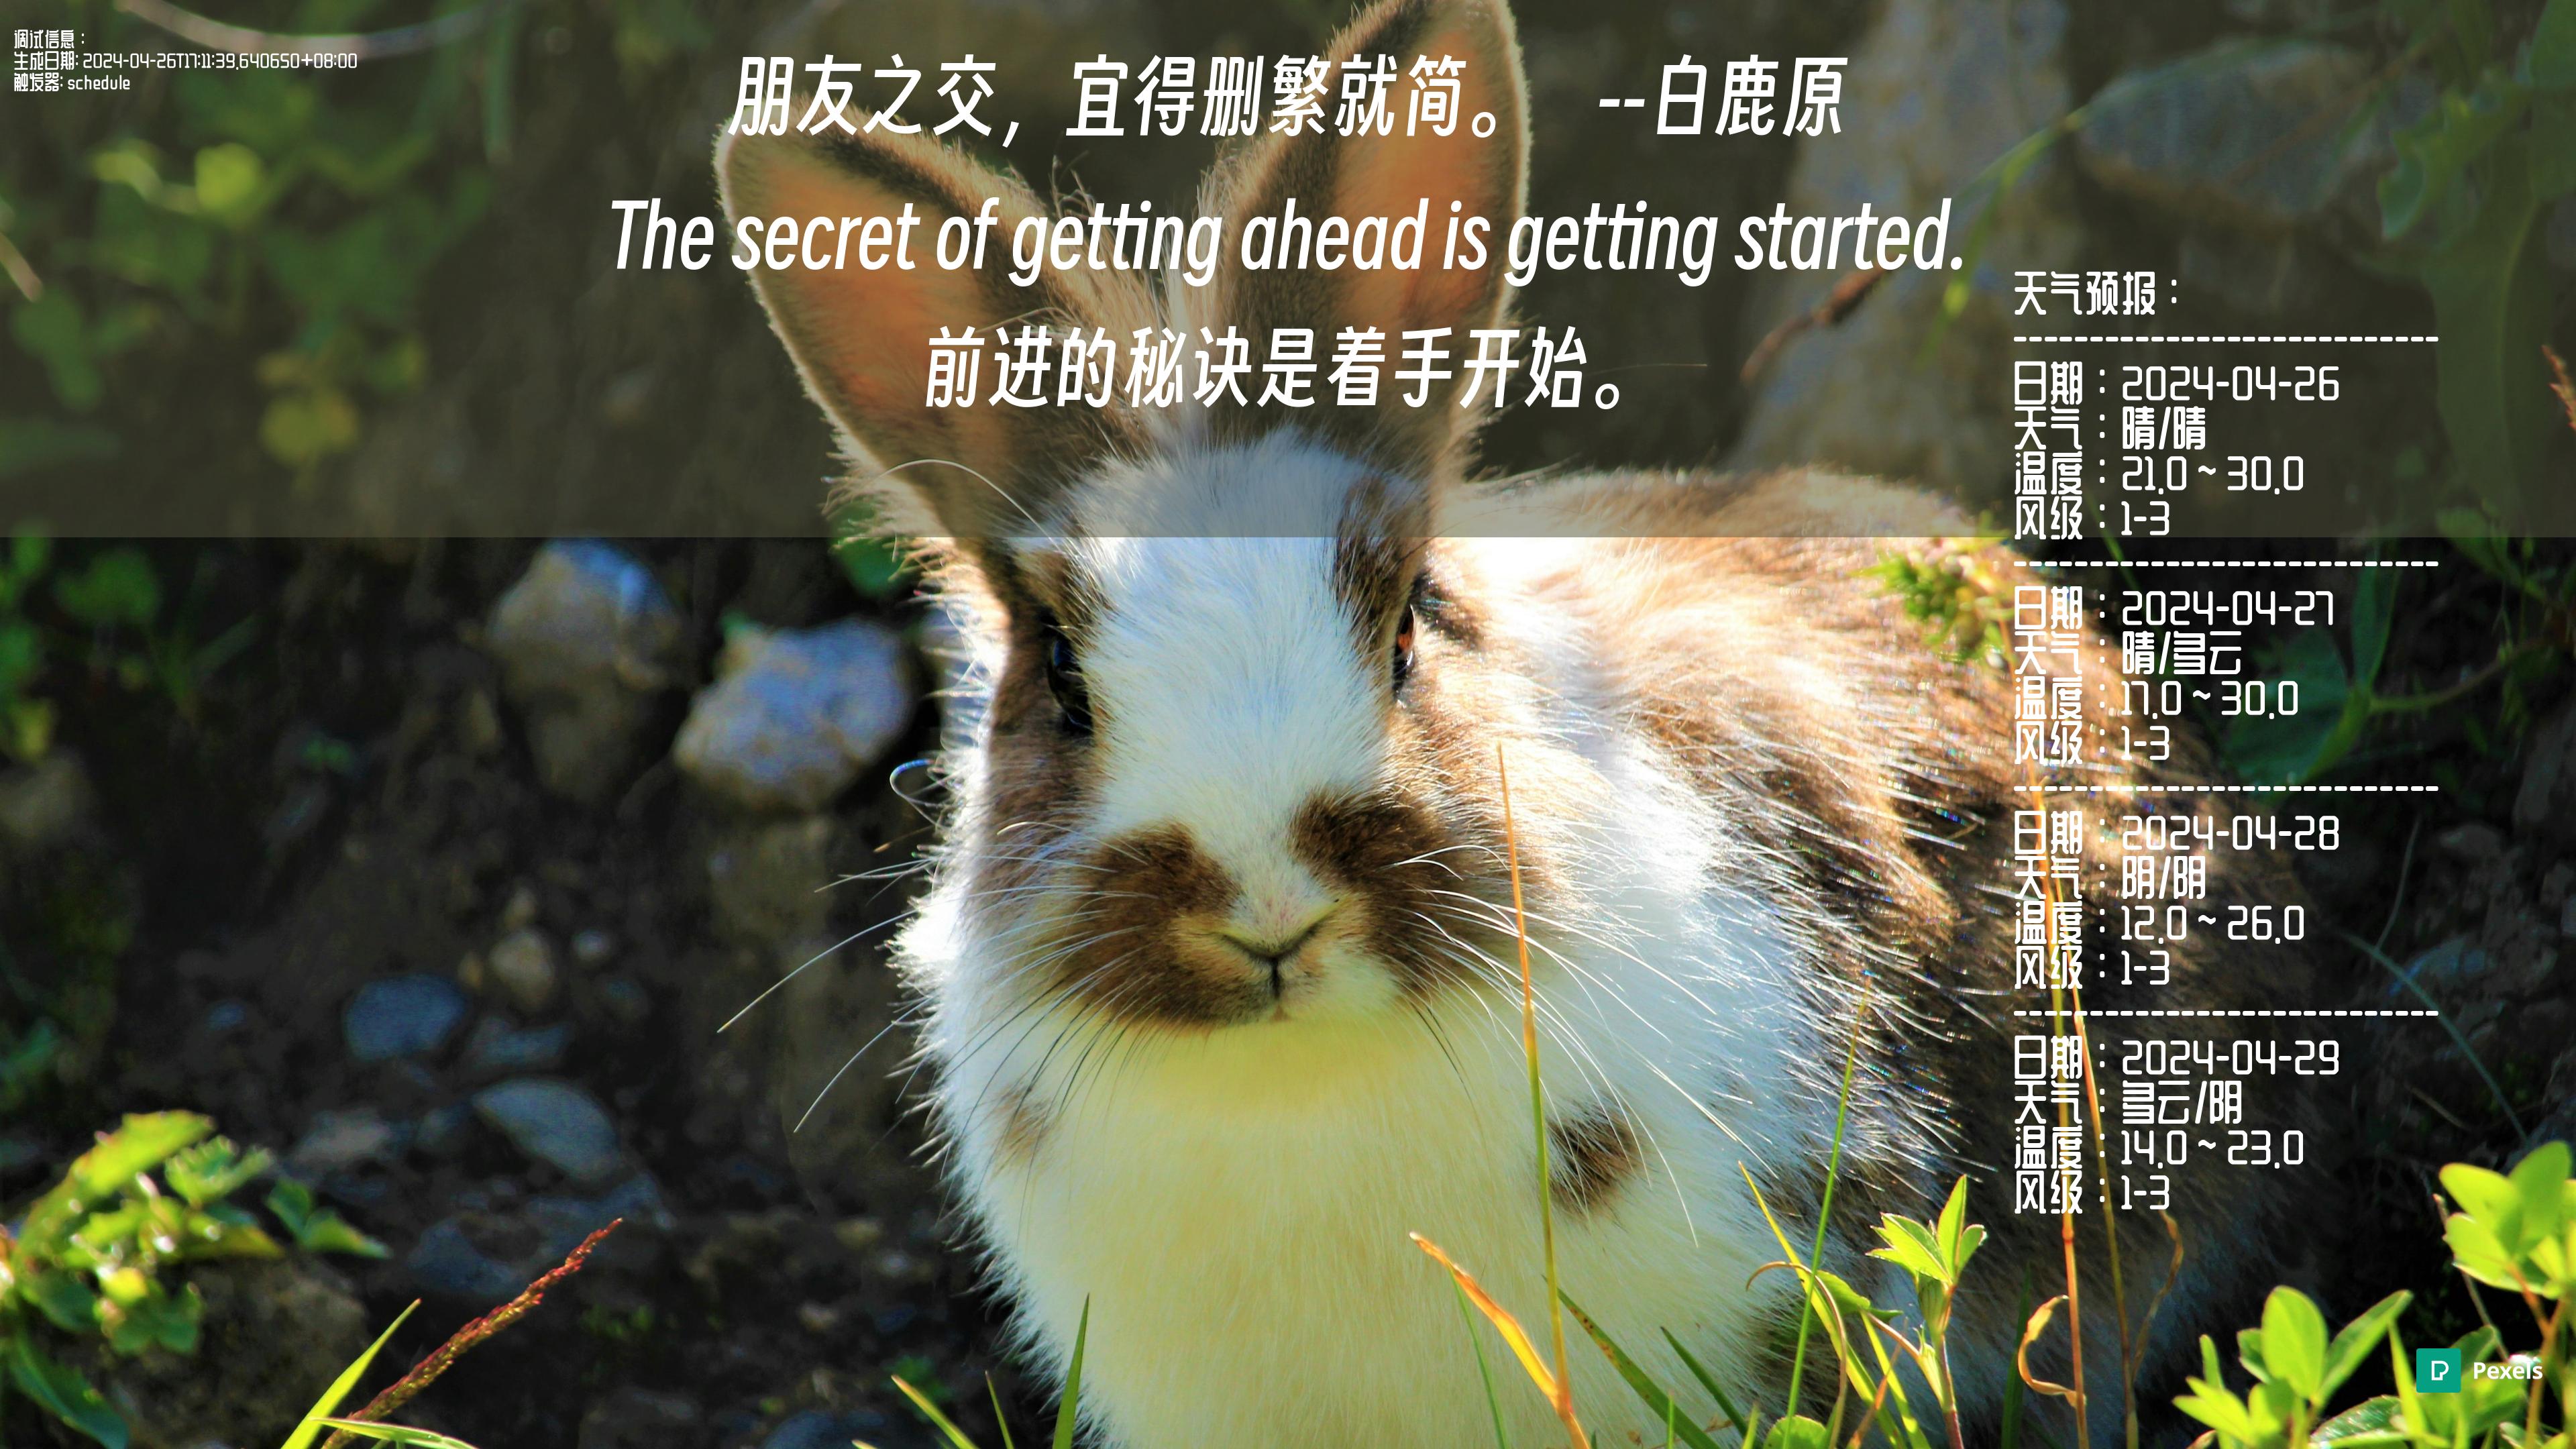 调试信息：
生成日期: 2024-04-26T17:11:39.640650+08:00
触发器: schedule
朋友之交，宜得删繁就简。 --白鹿原
The secret of getting ahead is getting started.
前进的秘诀是着手开始。
天气预报：
---------------------------
日期：2024-04-26
天气：晴/晴
温度：21.0 ~ 30.0
风级：1-3
---------------------------
日期：2024-04-27
天气：晴/多云
温度：17.0 ~ 30.0
风级：1-3
---------------------------
日期：2024-04-28
天气：阴/阴
温度：12.0 ~ 26.0
风级：1-3
---------------------------
日期：2024-04-29
天气：多云/阴
温度：14.0 ~ 23.0
风级：1-3
Pexels